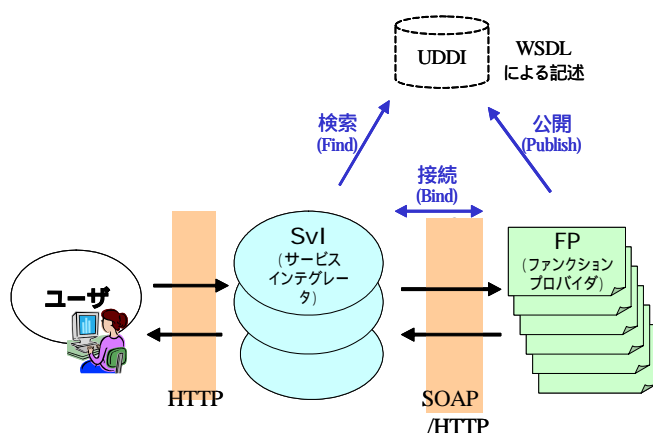 UDDI
WSDL
による記述
検索
(Find)
公開
(Publish)
接続
(Bind)
SvI
(サービス
インテグレー
タ)
FP
(ファンクション
プロバイダ)
ユーザ
HTTP
SOAP
/HTTP